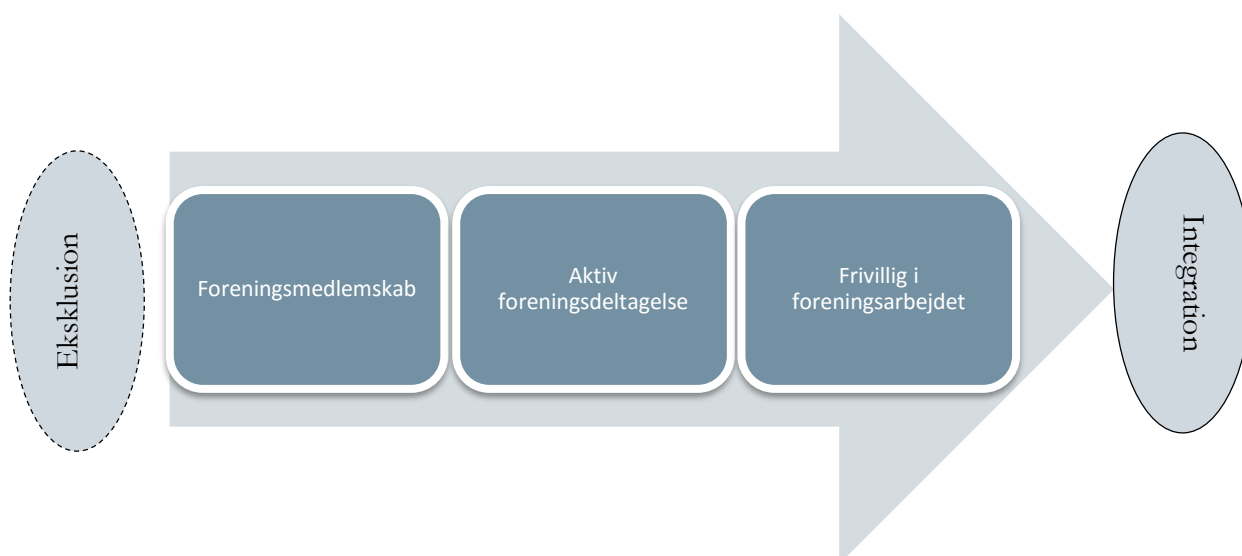 Eksklusion
Foreningsmedlemskab
Aktiv
foreningsdeltagelse
Frivillig i
foreningsarbejdet
Integration